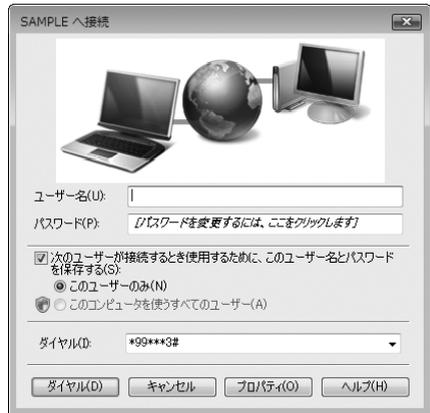 SAMPLE へ接続
ユーザー名(U):
パスワード(P): [パスワードを変更するには、ここをクリックします]
次のユーザーが接続するとき使用するために、このユーザー名とパスワード
を保存する(S):
このユーザーのみ(N)
このコンピュータを使うすべてのユーザー(A)
ダイヤル(I): *99***3#
ダイヤル(D) キャンセル プロパティ(O) ヘルプ(H)